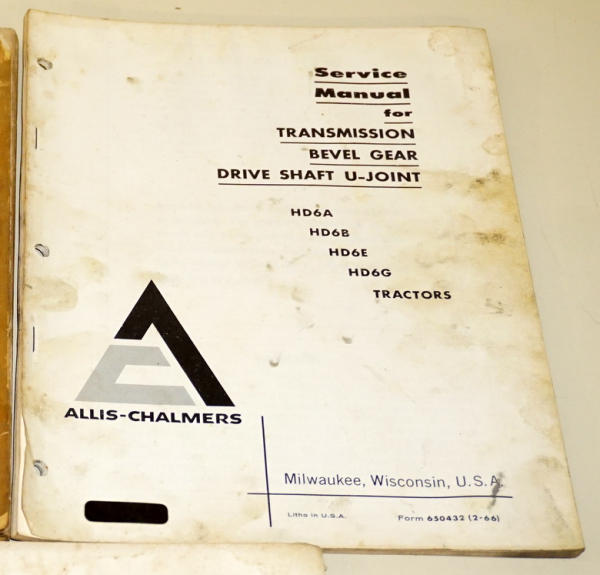 Service
Manual
for
TRANSMISSION
BEVEL GEAR
DRIVE SHAFT U-JOINT
HD6A
HD6B
HD6E
HD6G
TRACTORS
ALLIS-CHALMERS
Milwaukee, Wisconsin, U.S.A.
Litho in U.S.A. Form 650432 (2-66)